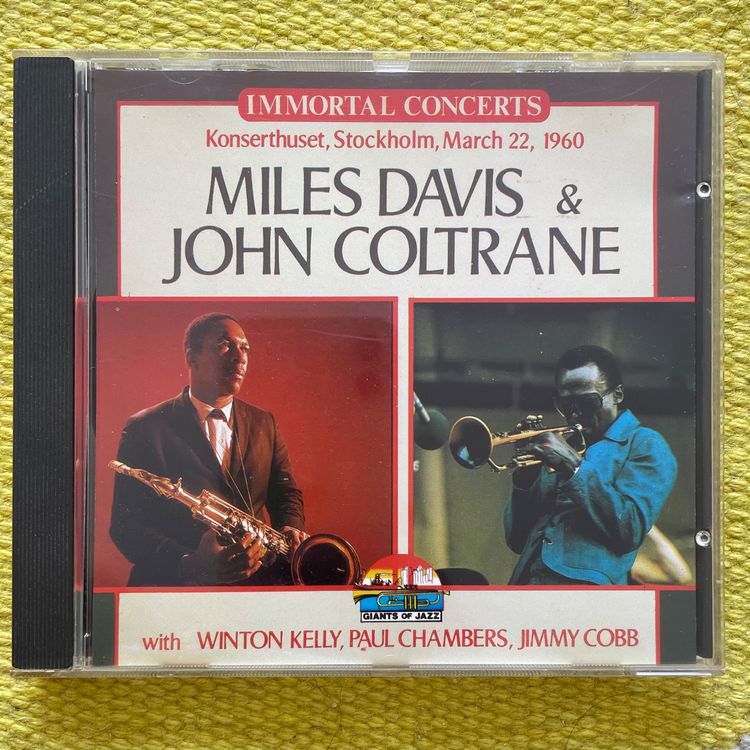 IMMORTAL CONCERTS
Konserthuset, Stockholm, March 22, 1960
MILES DAVIS &
JOHN COLTRANE
GIANTS OF JAZZ
with WINTON KELLY, PAUL CHAMBERS, JIMMY COBB